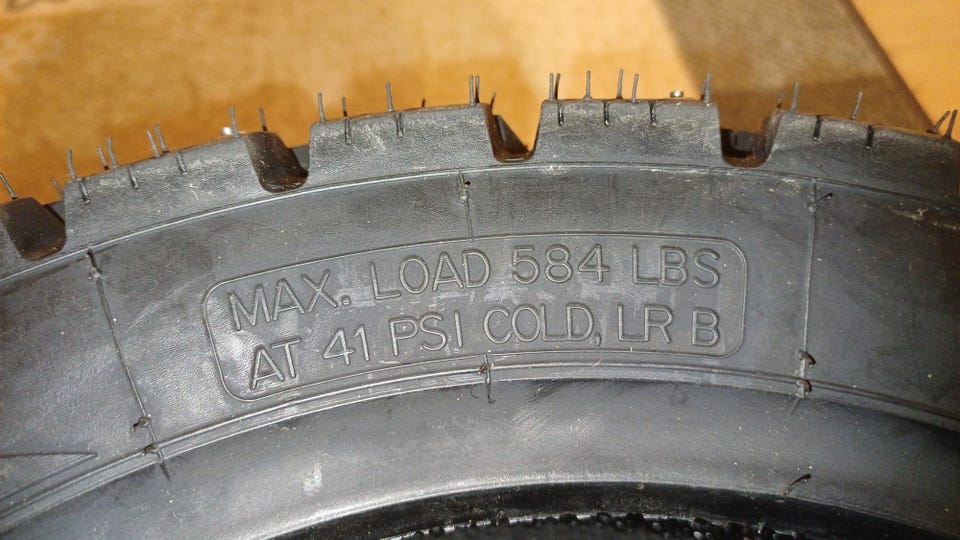 MAX. LOAD 584 LBS
AT 41 PSI COLD, LR B